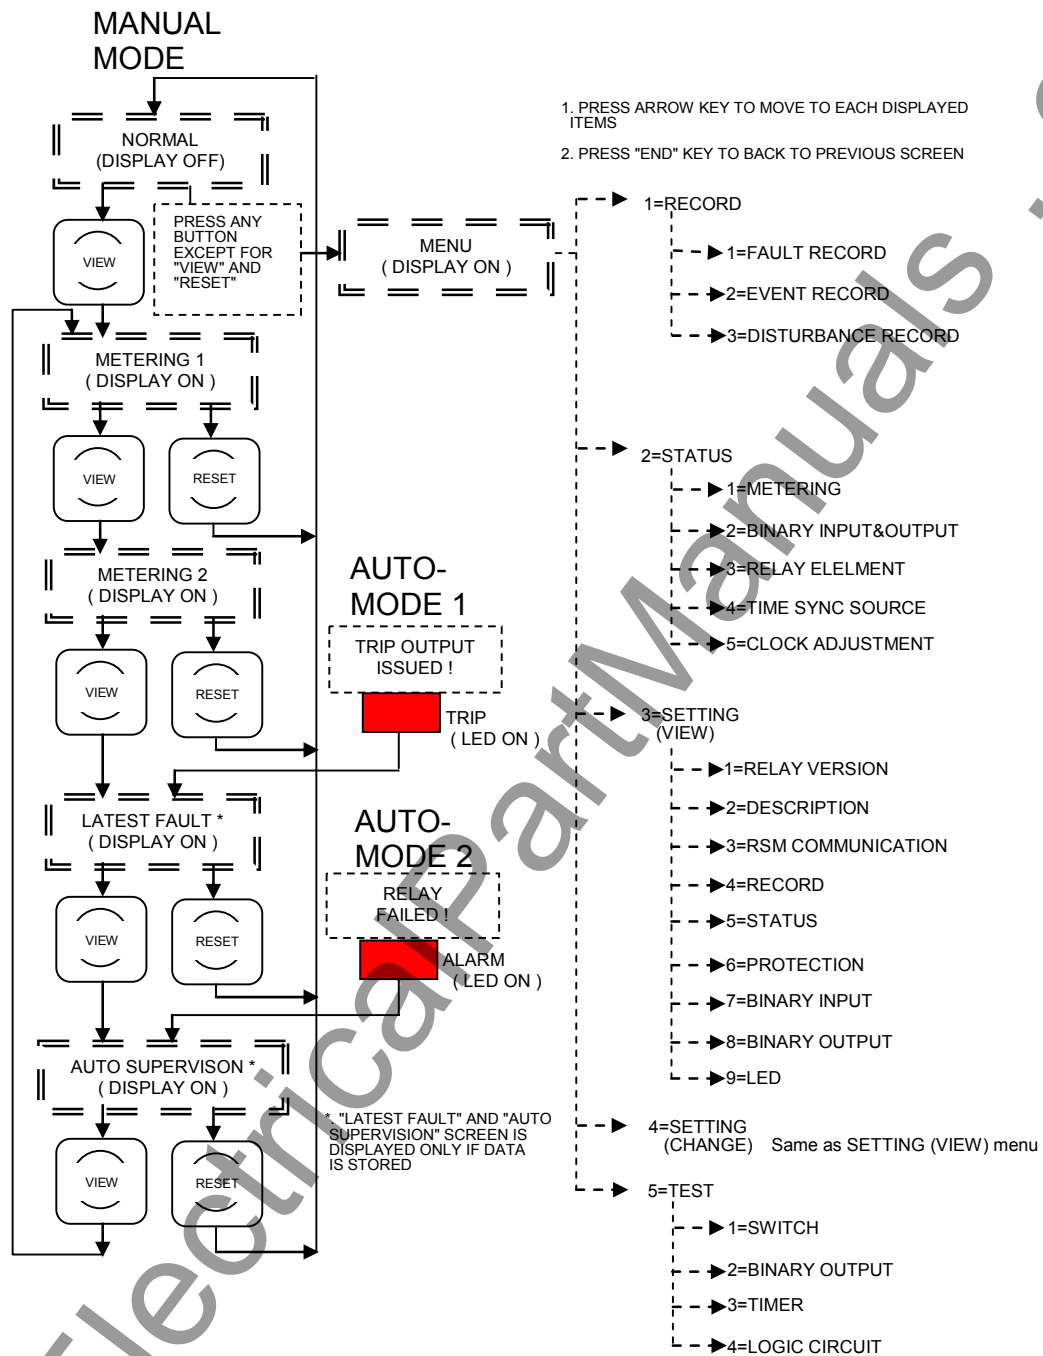 MANUAL
MODE
NORMAL
(DISPLAY OFF)
VIEW
PRESS ANY
BUTTON
EXCEPT FOR
"VIEW" AND
"RESET"
METERING 1
( DISPLAY ON )
VIEW
RESET
METERING 2
( DISPLAY ON )
VIEW
RESET
LATEST FAULT *
( DISPLAY ON )
VIEW
RESET
AUTO SUPERVISON *
( DISPLAY ON )
VIEW
RESET
AUTO-
MODE 1
TRIP OUTPUT
ISSUED !
TRIP
( LED ON )
AUTO-
MODE 2
RELAY
FAILED !
ALARM
( LED ON )
*. "LATEST FAULT" AND "AUTO
SUPERVISION" SCREEN IS
DISPLAYED ONLY IF DATA
IS STORED
MENU
( DISPLAY ON )
1. PRESS ARROW KEY TO MOVE TO EACH DISPLAYED
ITEMS
2. PRESS "END" KEY TO BACK TO PREVIOUS SCREEN
1=RECORD
1=FAULT RECORD
2=EVENT RECORD
3=DISTURBANCE RECORD
2=STATUS
1=METERING
2=BINARY INPUT&OUTPUT
3=RELAY ELELMENT
4=TIME SYNC SOURCE
5=CLOCK ADJUSTMENT
3=SETTING
(VIEW)
1=RELAY VERSION
2=DESCRIPTION
3=RSM COMMUNICATION
4=RECORD
5=STATUS
6=PROTECTION
7=BINARY INPUT
8=BINARY OUTPUT
9=LED
4=SETTING
(CHANGE) Same as SETTING (VIEW) menu
5=TEST
1=SWITCH
2=BINARY OUTPUT
3=TIMER
4=LOGIC CIRCUIT
ElectricalPartManuals